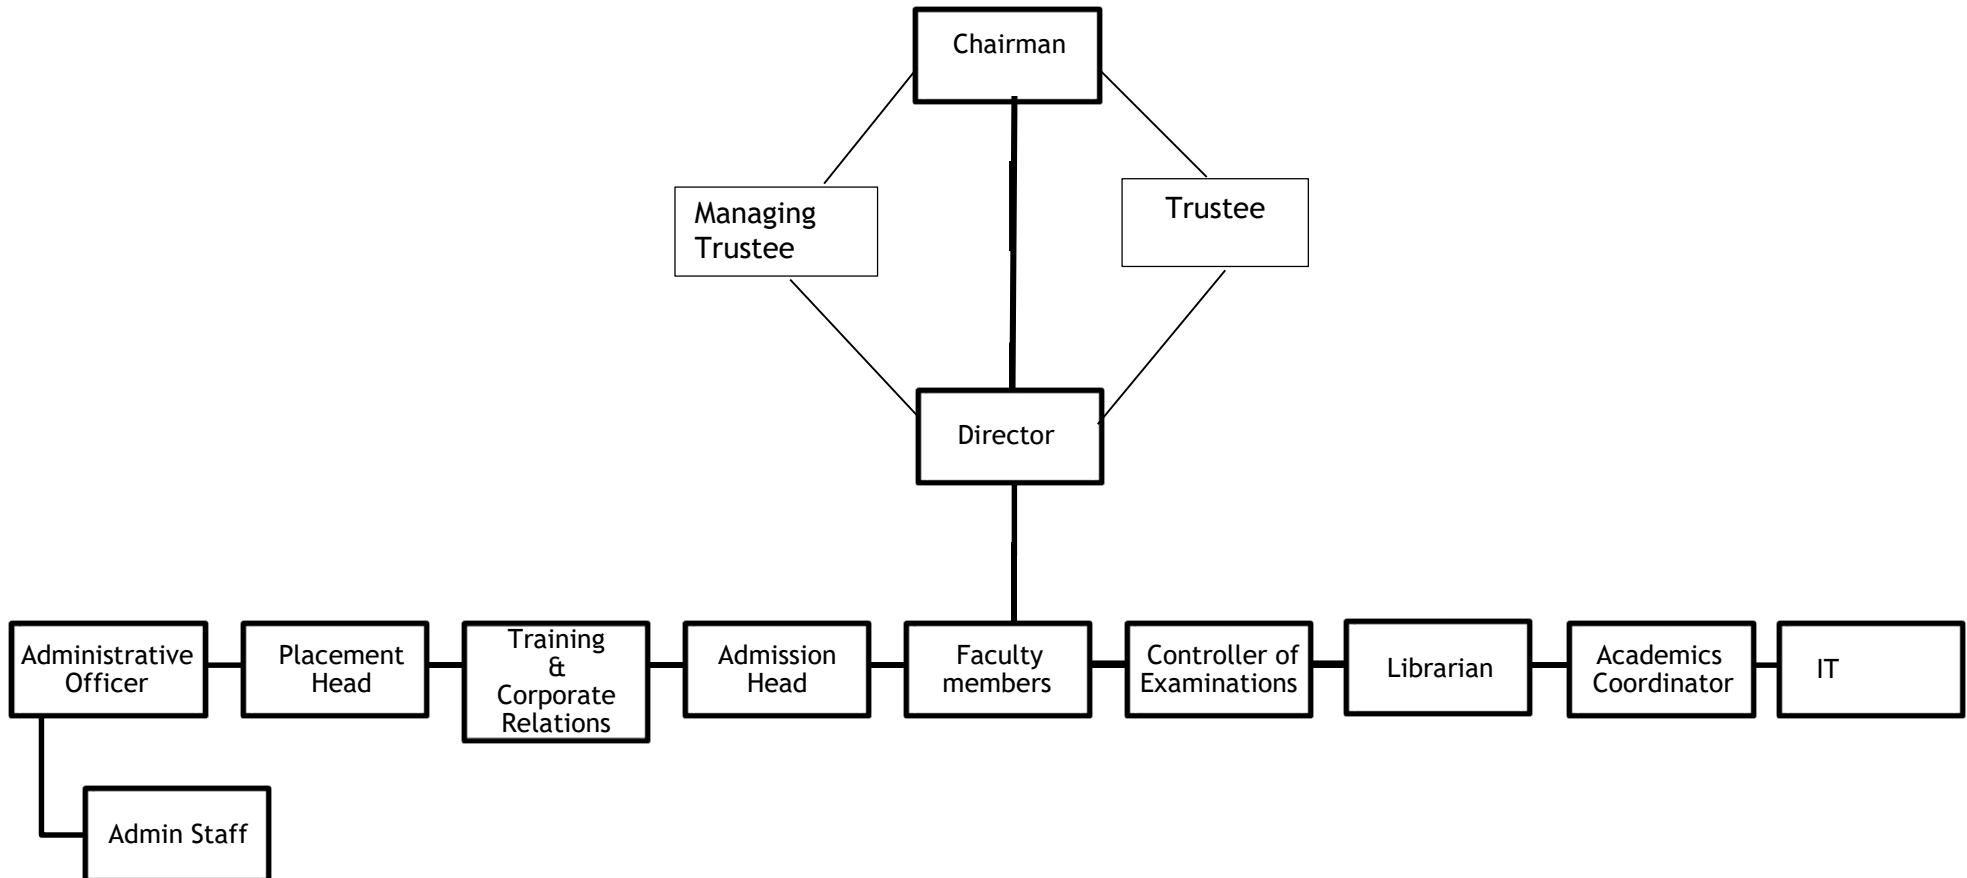 Chairman
Managing
Trustee
Trustee
Director
Administrative
Officer
Placement
Head
Training
&
Corporate
Relations
Admission
Head
Faculty
members
Controller of
Examinations
Librarian
Academics
Coordinator
IT
Admin Staff